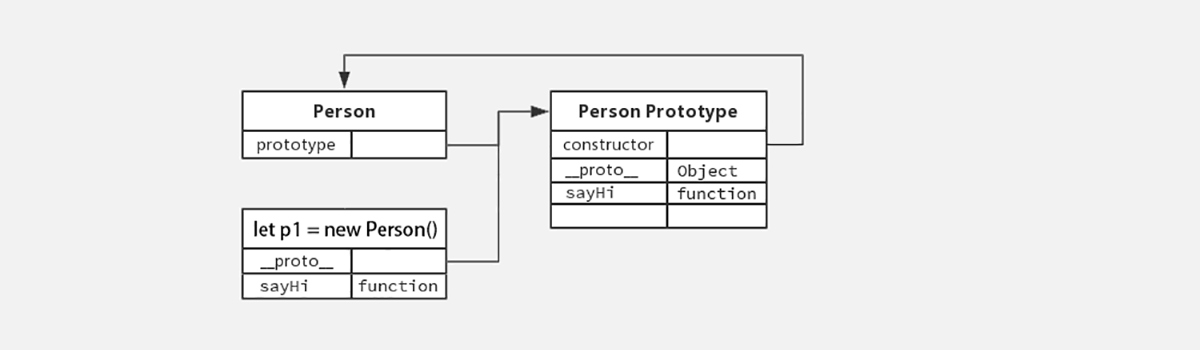 Person
prototype
Person Prototype
constructor
__proto__ Object
sayHi function
let p1 = new Person()
__proto__
sayHi function